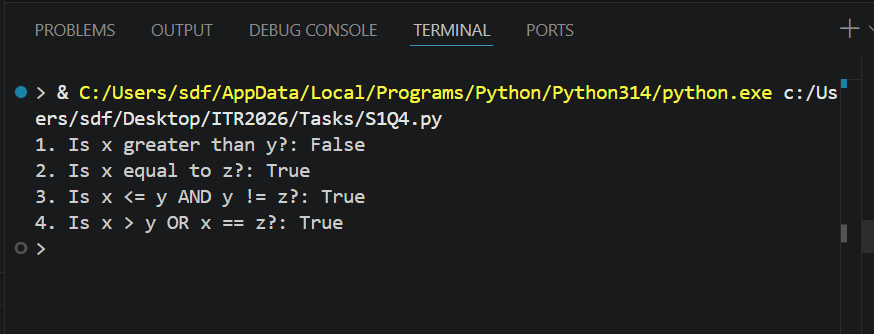 PROBLEMS OUTPUT DEBUG CONSOLE TERMINAL PORTS
> & C:/Users/sdf/AppData/Local/Programs/Python/Python314/python.exe c:/Us
ers/sdf/Desktop/ITR2026/Tasks/S1Q4.py
1. Is x greater than y?: False
2. Is x equal to z?: True
3. Is x <= y AND y != z?: True
4. Is x > y OR x == z?: True
>